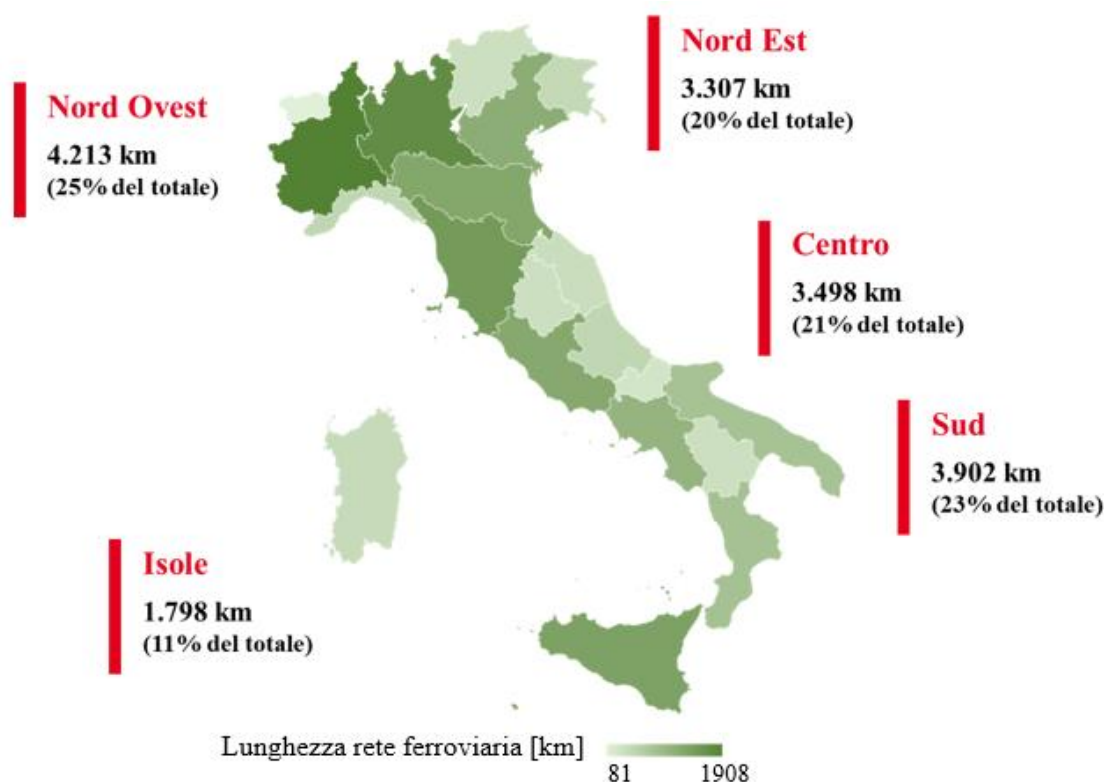 Nord Est
3.307 km
(20% del totale)
Nord Ovest
4.213 km
(25% del totale)
Centro
3.498 km
(21% del totale)
Sud
3.902 km
(23% del totale)
Isole
1.798 km
(11% del totale)
Lunghezza rete ferroviaria [km]
81 1908